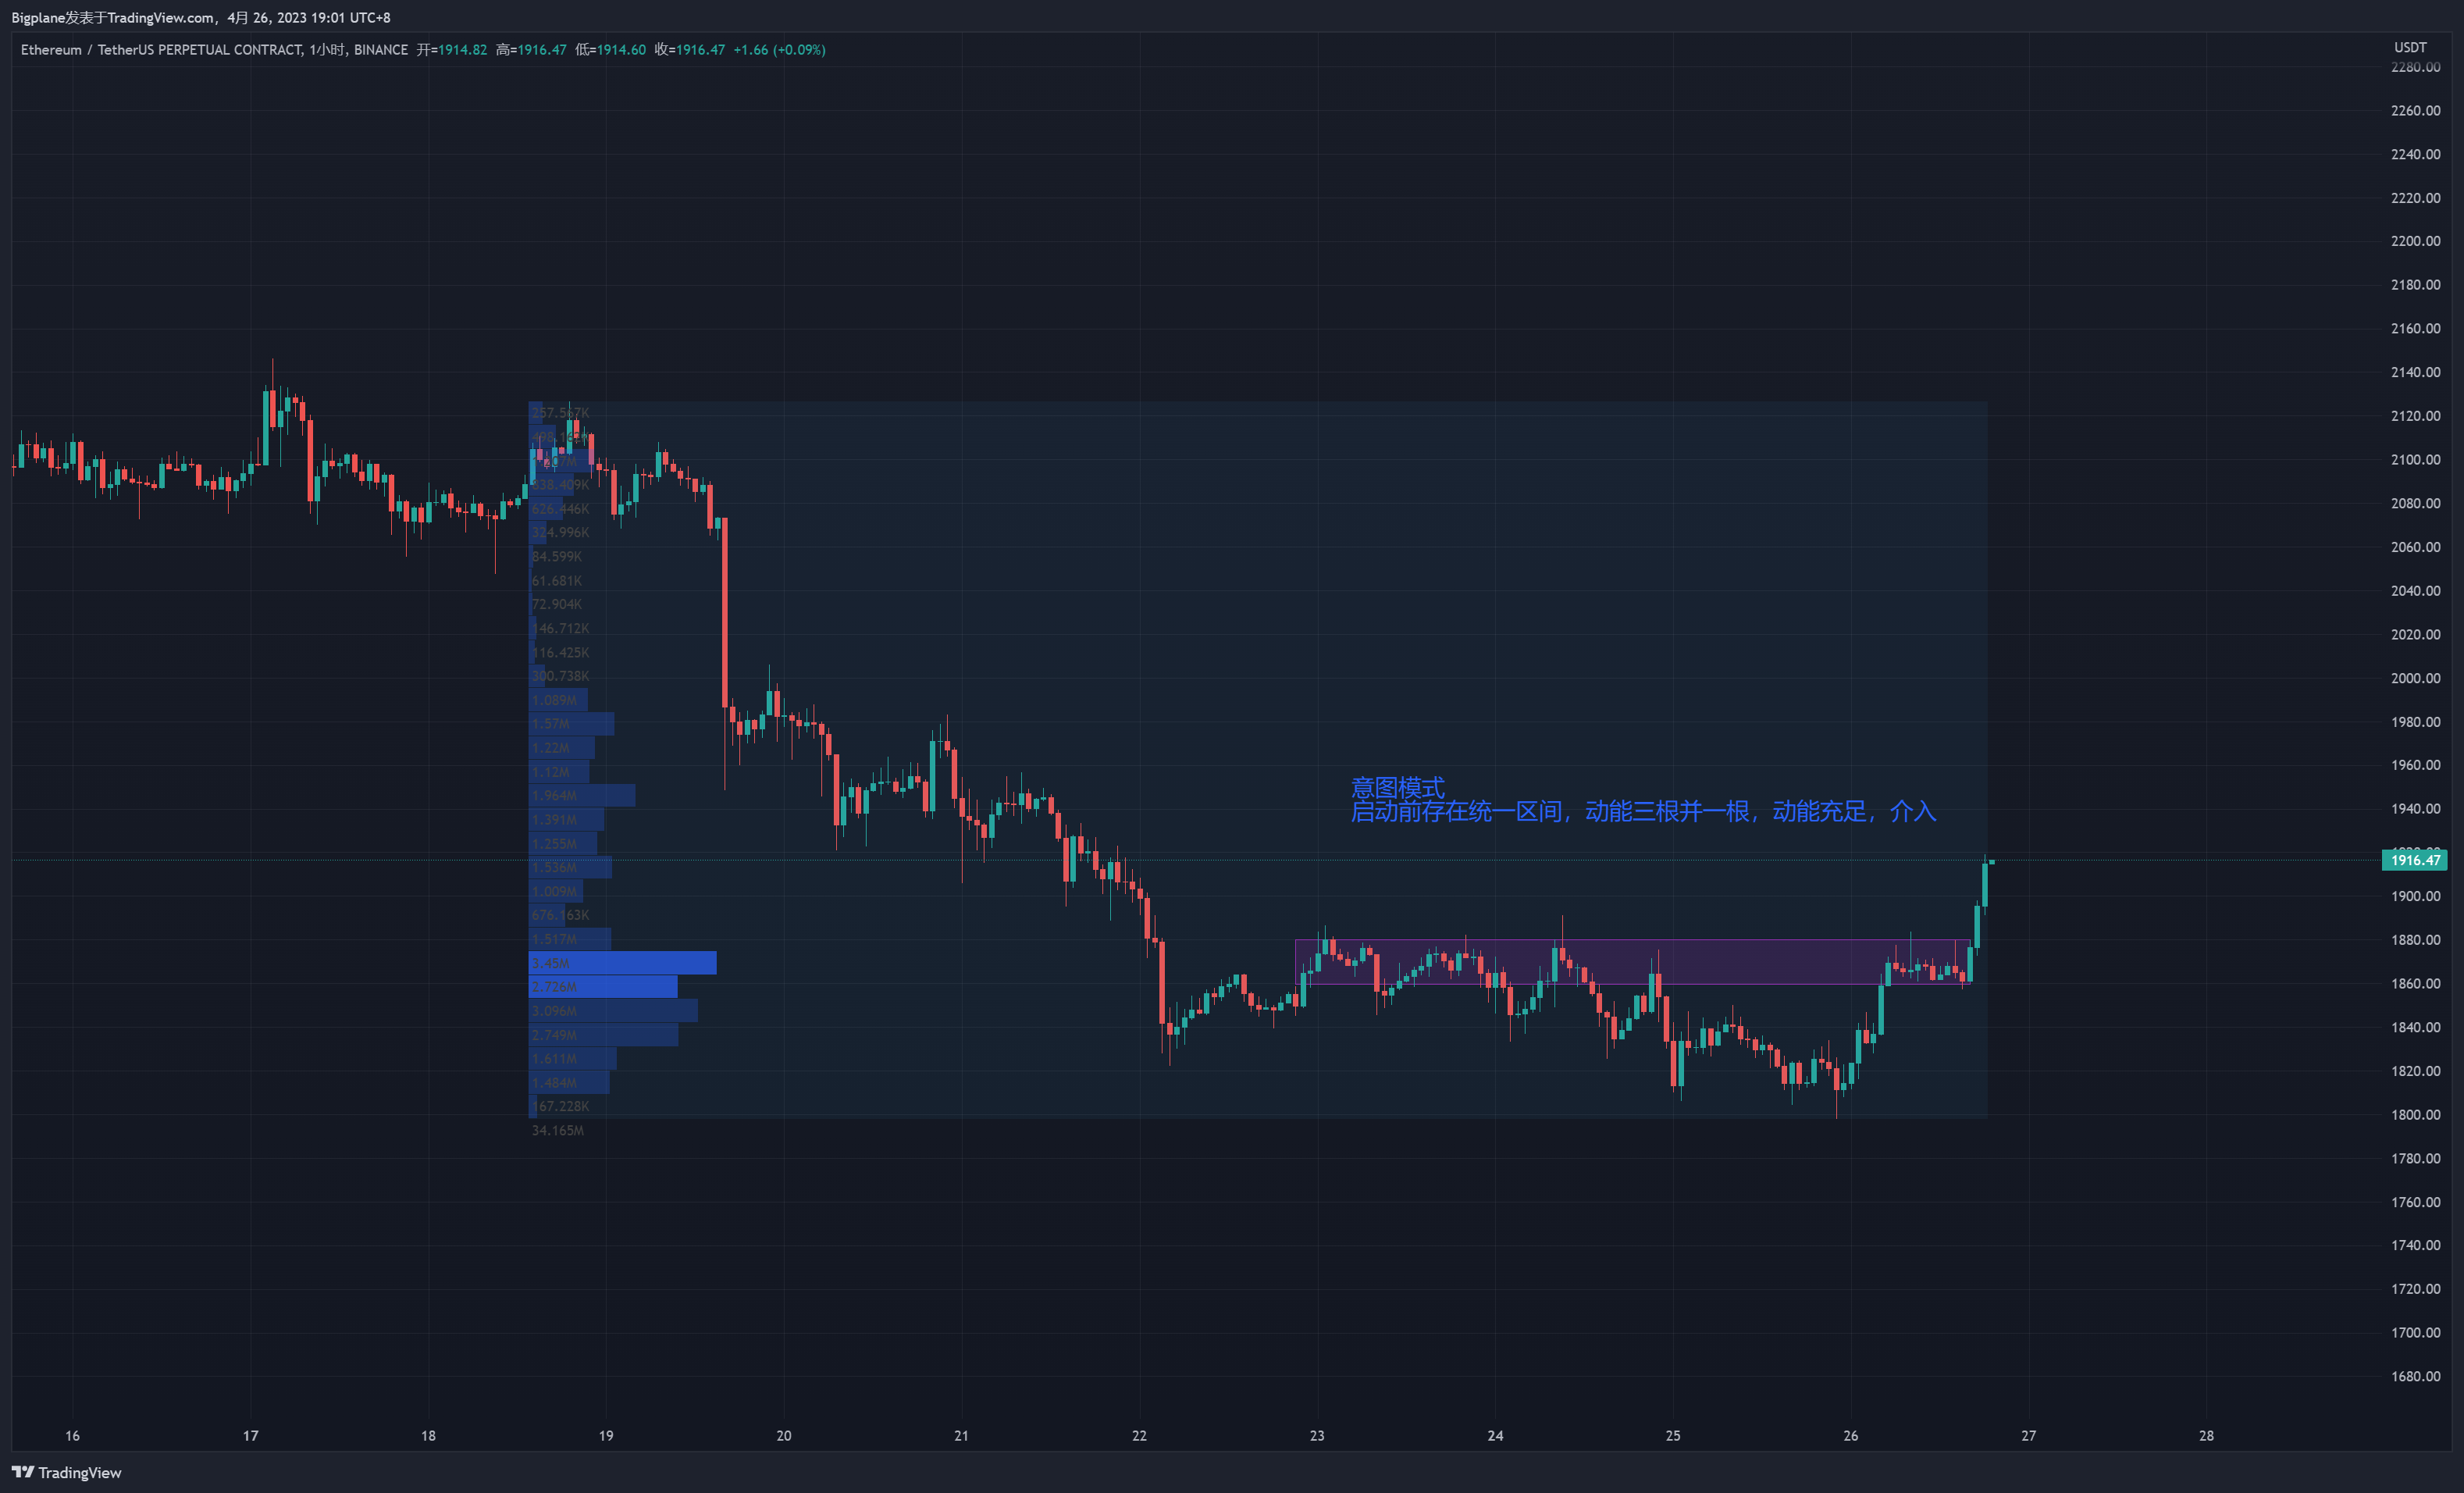 Bigplane发表于TradingView.com，4月 26, 2023 19:01 UTC+8
Ethereum / TetherUS PERPETUAL CONTRACT, 1小时, BINANCE 开=1914.82 高=1916.47 低=1914.60 收=1916.47 +1.66 (+0.09%)
USDT
2280.00
2260.00
2240.00
2220.00
2200.00
2180.00
2160.00
2140.00
2120.00
2100.00
2080.00
2060.00
2040.00
2020.00
2000.00
1980.00
1960.00
1940.00
1916.47
1900.00
1880.00
1860.00
1840.00
1820.00
1800.00
1780.00
1760.00
1740.00
1720.00
1700.00
1680.00
257.567K
626.446K
324.996K
84.599K
61.681K
72.904K
146.712K
116.425K
300.738K
1.089M
1.57M
1.22M
1.12M
1.964M
1.391M
1.255M
1.536M
1.009M
676.163K
1.517M
3.45M
2.726M
3.096M
2.749M
1.611M
1.484M
167.228K
34.165M
意图模式
启动前存在统一区间，动能三根并一根，动能充足，介入
16 17 18 19 20 21 22 23 24 25 26 27 28
TradingView